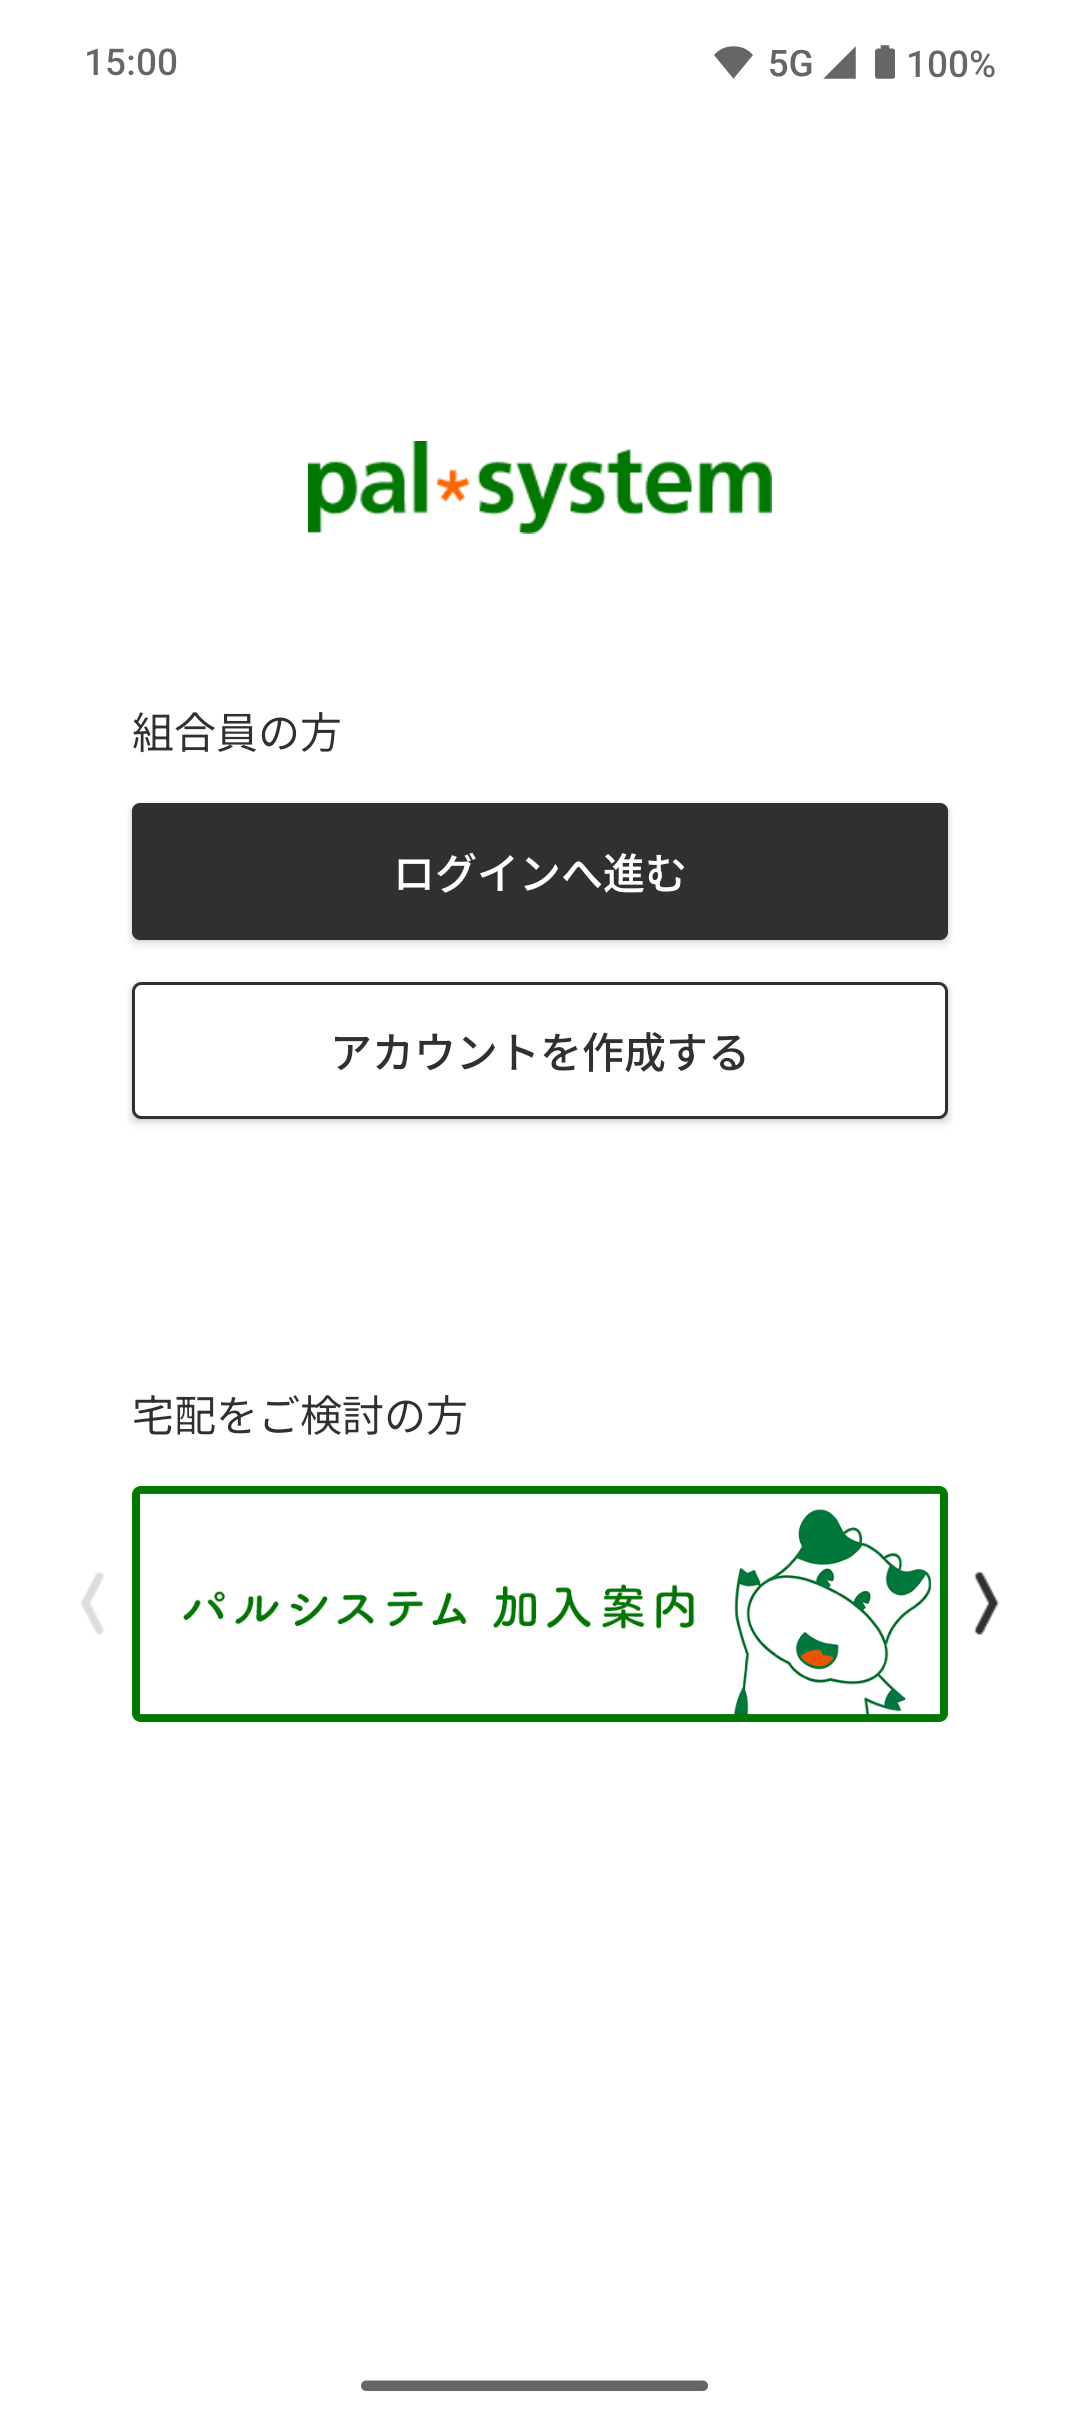 15:00 5G 100%
pal*system
組合員の方
ログインへ進む
アカウントを作成する
宅配をご検討の方
パルシステム 加入案内